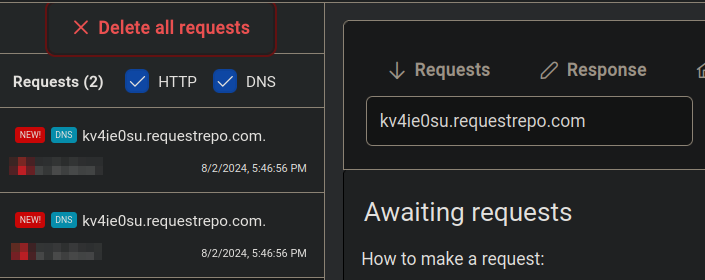 Delete all requests
Requests (2) HTTP DNS
NEW! DNS kv4ie0su.requestrepo.com.
8/2/2024, 5:46:56 PM
NEW! DNS kv4ie0su.requestrepo.com.
8/2/2024, 5:46:56 PM
Requests Response
kv4ie0su.requestrepo.com
Awaiting requests
How to make a request: